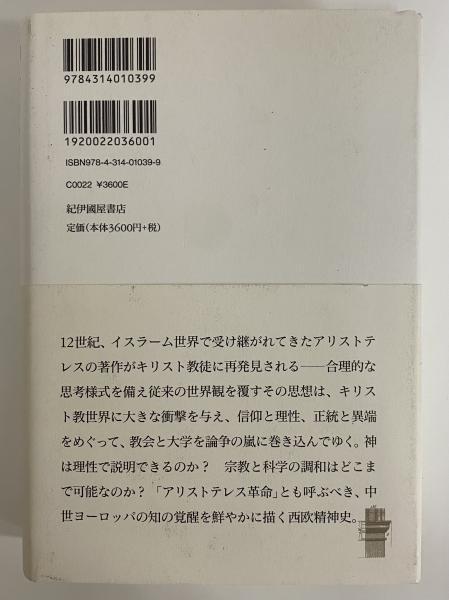 9784314010399
1920022036001
ISBN978-4-314-01039-9
C0022 ¥3600E
紀伊國屋書店
定価(本体3600円+税)
12世紀、イスラーム世界で受け継がれてきたアリストテ
レスの著作がキリスト教徒に再発見される──合理的な
思考様式を備え従来の世界観を覆すその思想は、キリス
ト教世界に大きな衝撃を与え、信仰と理性、正統と異端
をめぐって、教会と大学を論争の嵐に巻き込んでゆく。神
は理性で説明できるのか？　宗教と科学の調和はどこま
で可能なのか？「アリストテレス革命」とも呼ぶべき、中
世ヨーロッパの知の覚醒を鮮やかに描く西欧精神史。